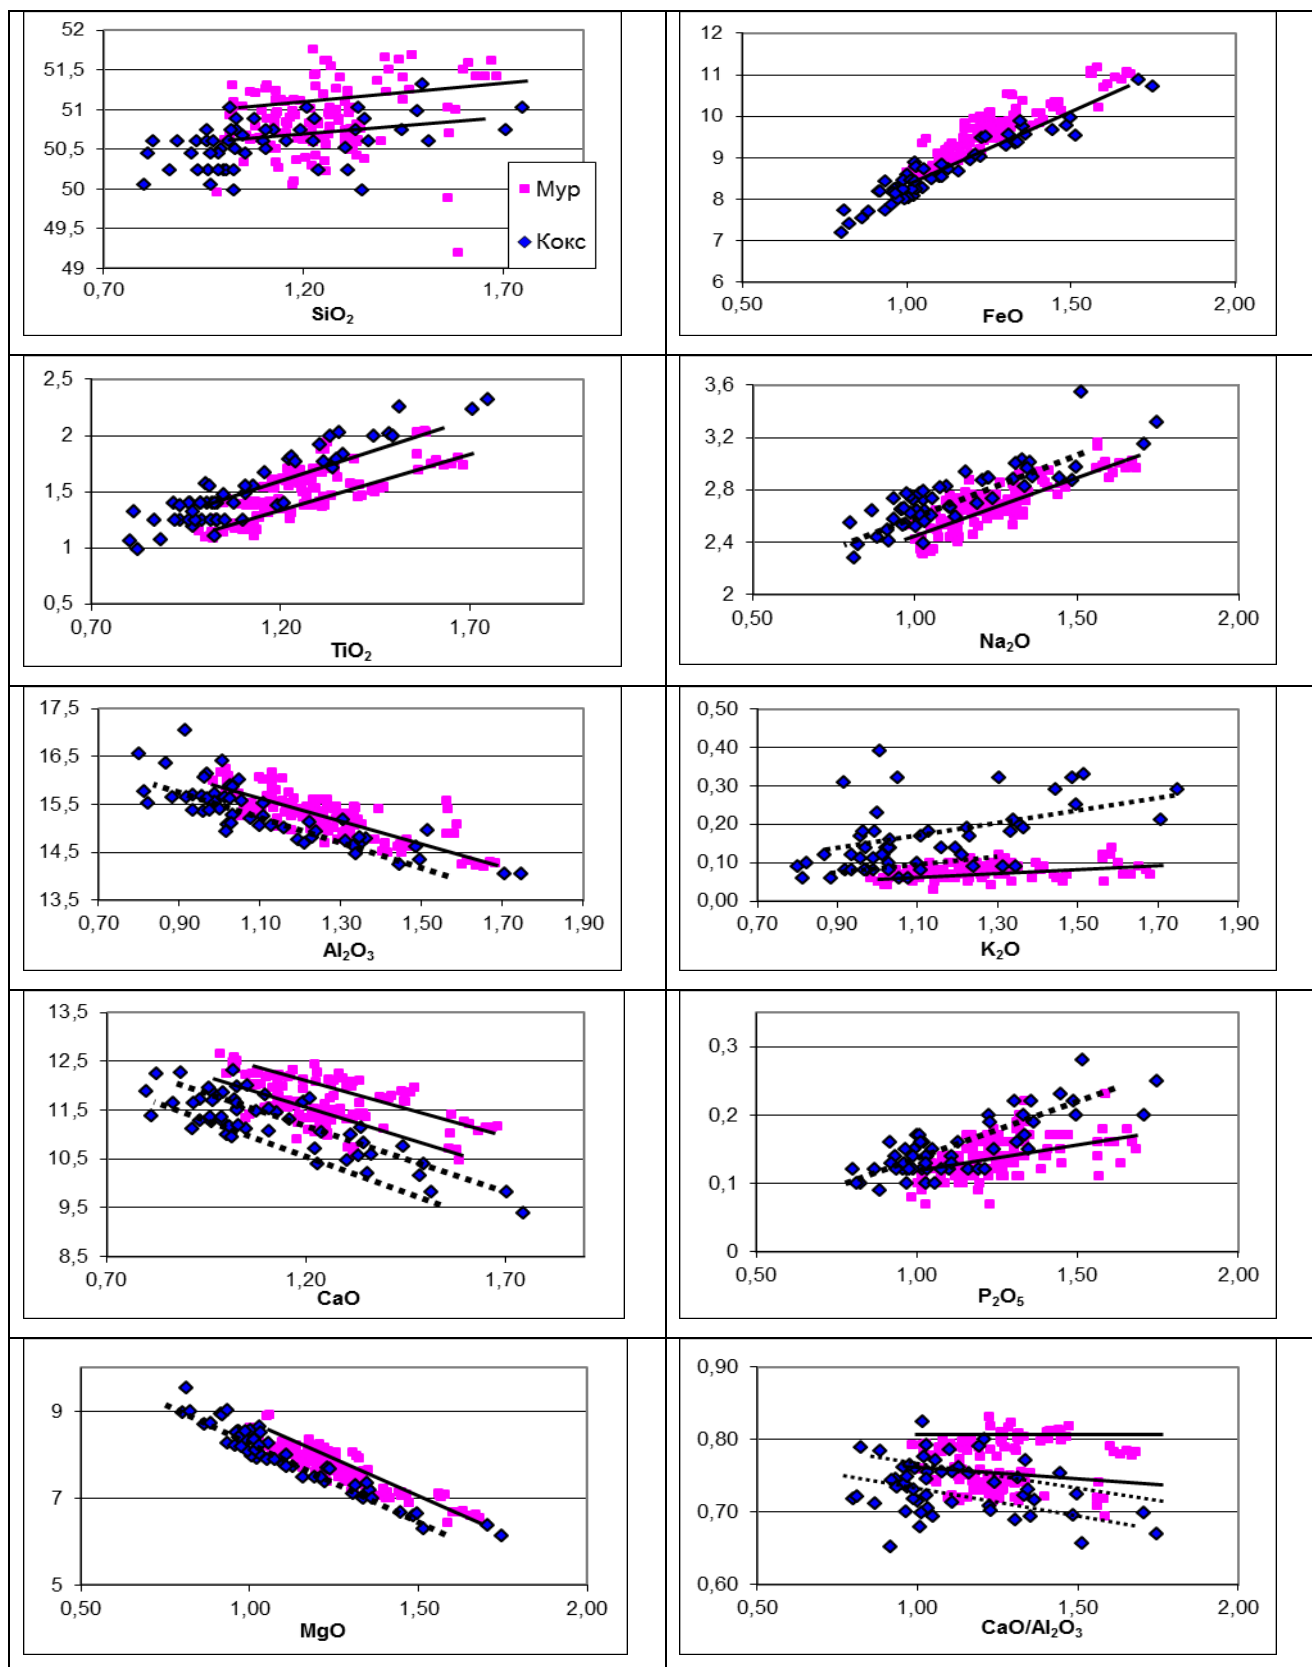 52
51,5
51
50,5
50
49,5
49
0,70 1,20 1,70
SiO₂
Мур
Кокс
12
11
10
9
8
7
6
0,50 1,00 1,50 2,00
FeO
2,5
2
1,5
1
0,5
0,70 1,20 1,70
TiO₂
3,6
3,2
2,8
2,4
2
0,50 1,00 1,50 2,00
Na₂O
17,5
16,5
15,5
14,5
13,5
0,70 0,90 1,10 1,30 1,50 1,70 1,90
Al₂O₃
0,50
0,40
0,30
0,20
0,10
0,00
0,70 0,90 1,10 1,30 1,50 1,70 1,90
K₂O
13,5
12,5
11,5
10,5
9,5
8,5
0,70 1,20 1,70
CaO
0,3
0,2
0,1
0
0,50 1,00 1,50 2,00
P₂O₅
9
7
5
0,50 1,00 1,50 2,00
MgO
0,90
0,80
0,70
0,60
0,50 1,00 1,50 2,00
CaO/Al₂O₃